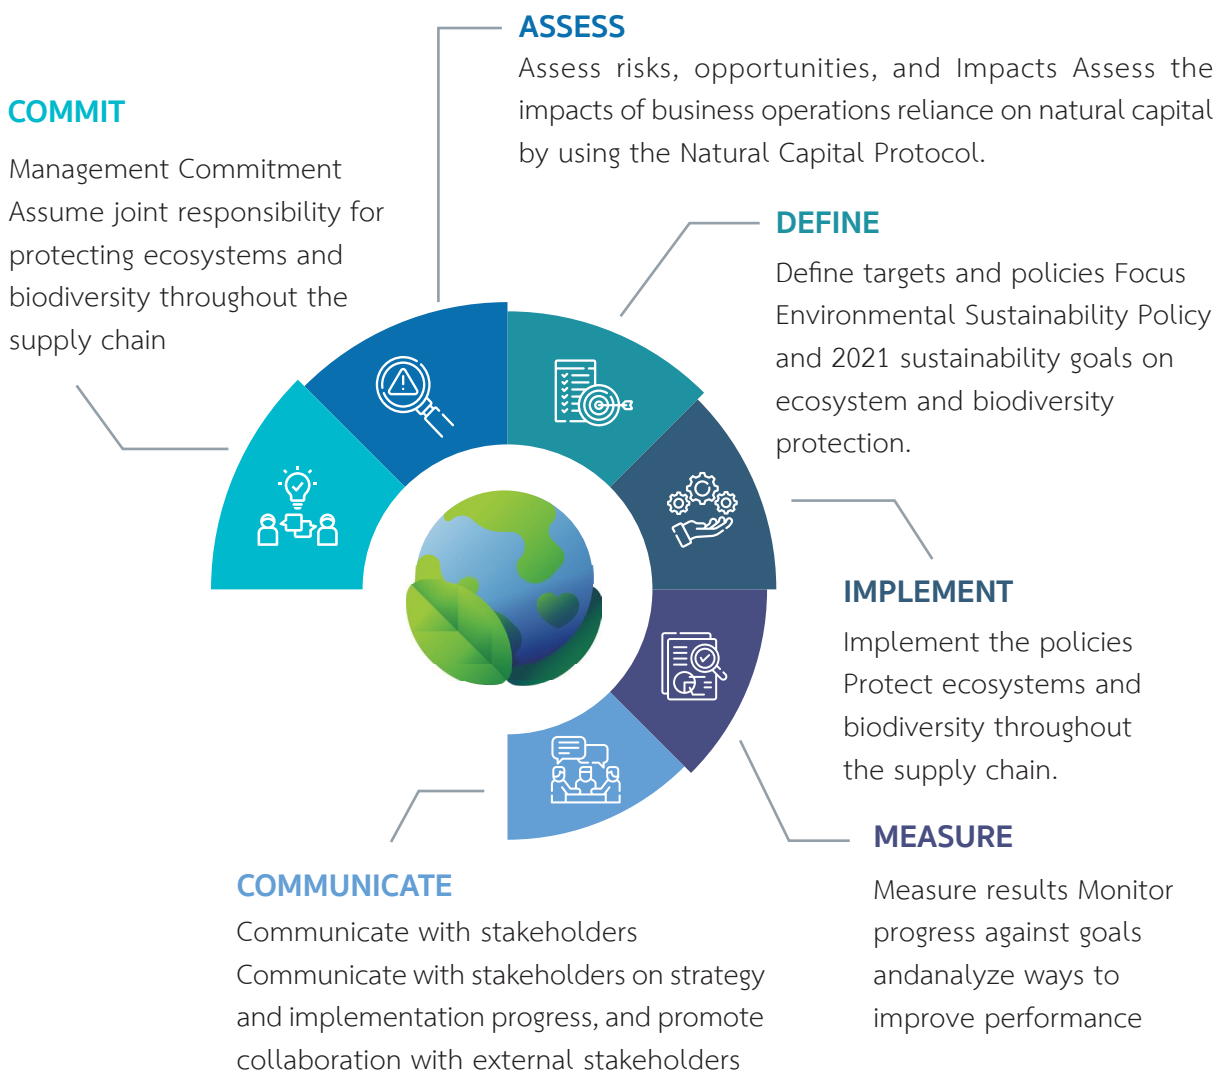 COMMIT
Management Commitment
Assume joint responsibility for
protecting ecosystems and
biodiversity throughout the
supply chain
ASSESS
Assess risks, opportunities, and Impacts Assess the
impacts of business operations reliance on natural capital
by using the Natural Capital Protocol.
DEFINE
Define targets and policies Focus
Environmental Sustainability Policy
and 2021 sustainability goals on
ecosystem and biodiversity
protection.
IMPLEMENT
Implement the policies
Protect ecosystems and
biodiversity throughout
the supply chain.
MEASURE
Measure results Monitor
progress against goals
andanalyze ways to
improve performance
COMMUNICATE
Communicate with stakeholders
Communicate with stakeholders on strategy
and implementation progress, and promote
collaboration with external stakeholders